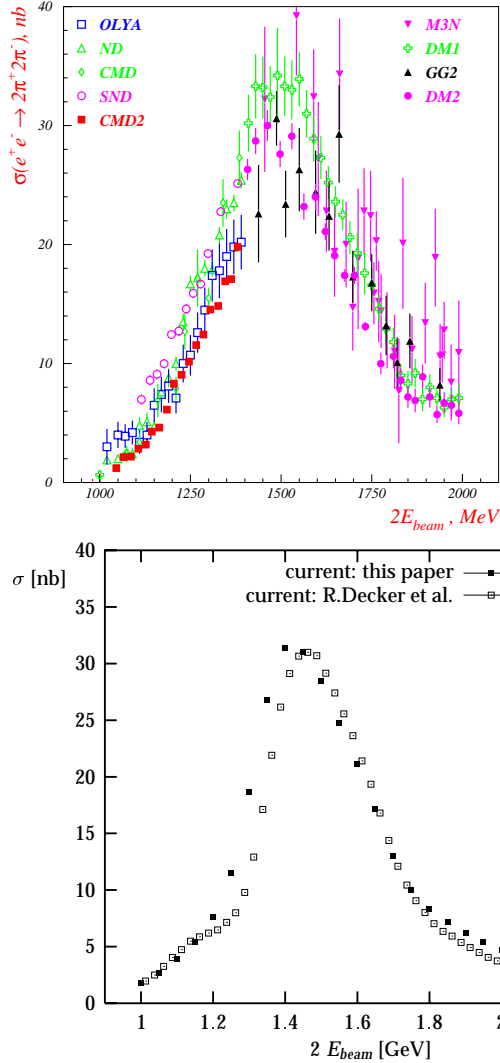 σ(e⁺e⁻ → 2π⁺2π⁻), nb
40
30
20
10
0
OLYA
ND
CMD
SND
CMD2
M3N
DM1
GG2
DM2
1000 1250 1500 1750 2000
2E_beam, MeV
40
35
30
25
20
15
10
5
0
σ [nb]
current: this paper
current: R.Decker et al.
1 1.2 1.4 1.6 1.8 2
2 E_beam [GeV]